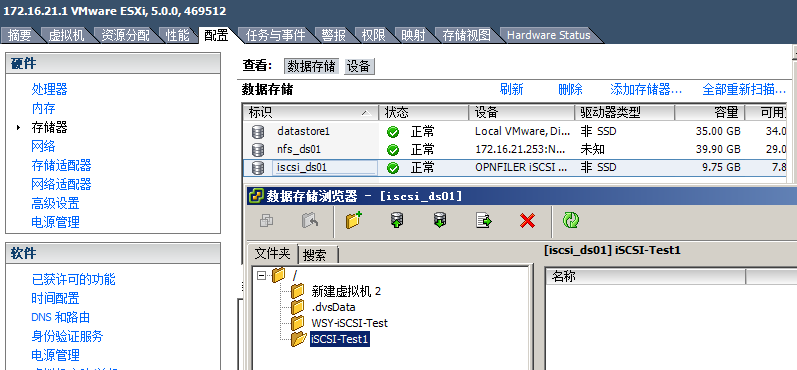 172.16.21.1 VMware ESXi, 5.0.0, 469512
摘要 虚拟机 资源分配 性能 配置 任务与事件 警报 权限 映射 存储视图 Hardware Status
硬件
处理器
内存
存储器
网络
存储适配器
网络适配器
高级设置
电源管理
软件
已获许可的功能
时间配置
DNS 和路由
身份验证服务
电源管理
查看: 数据存储 设备
数据存储 刷新 删除 添加存储器... 全部重新扫描...
标识 状态 设备 驱动器类型 容量 可用
datastore1 正常 Local VMware, Di... 非 SSD 35.00 GB 34.0
nfs_ds01 正常 172.16.21.253:N... 未知 39.90 GB 29.0
iscsi_ds01 正常 OPNFILER iSCSI ... 非 SSD 9.75 GB 7.8
数据存储浏览器 - [iscsi_ds01]
文件夹 搜索
/
新建虚拟机 2
.dvsData
WSY-iSCSI-Test
iSCSI-Test1
[iscsi_ds01] iSCSI-Test1
名称